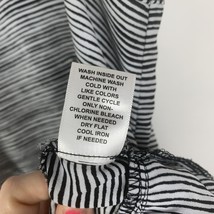 WASH INSIDE OUT
MACHINE WASH
COLD WITH
LIKE COLORS
GENTLE CYCLE
ONLY NON-
CHLORINE BLEACH
WHEN NEEDED
DRY FLAT
COOL IRON
IF NEEDED